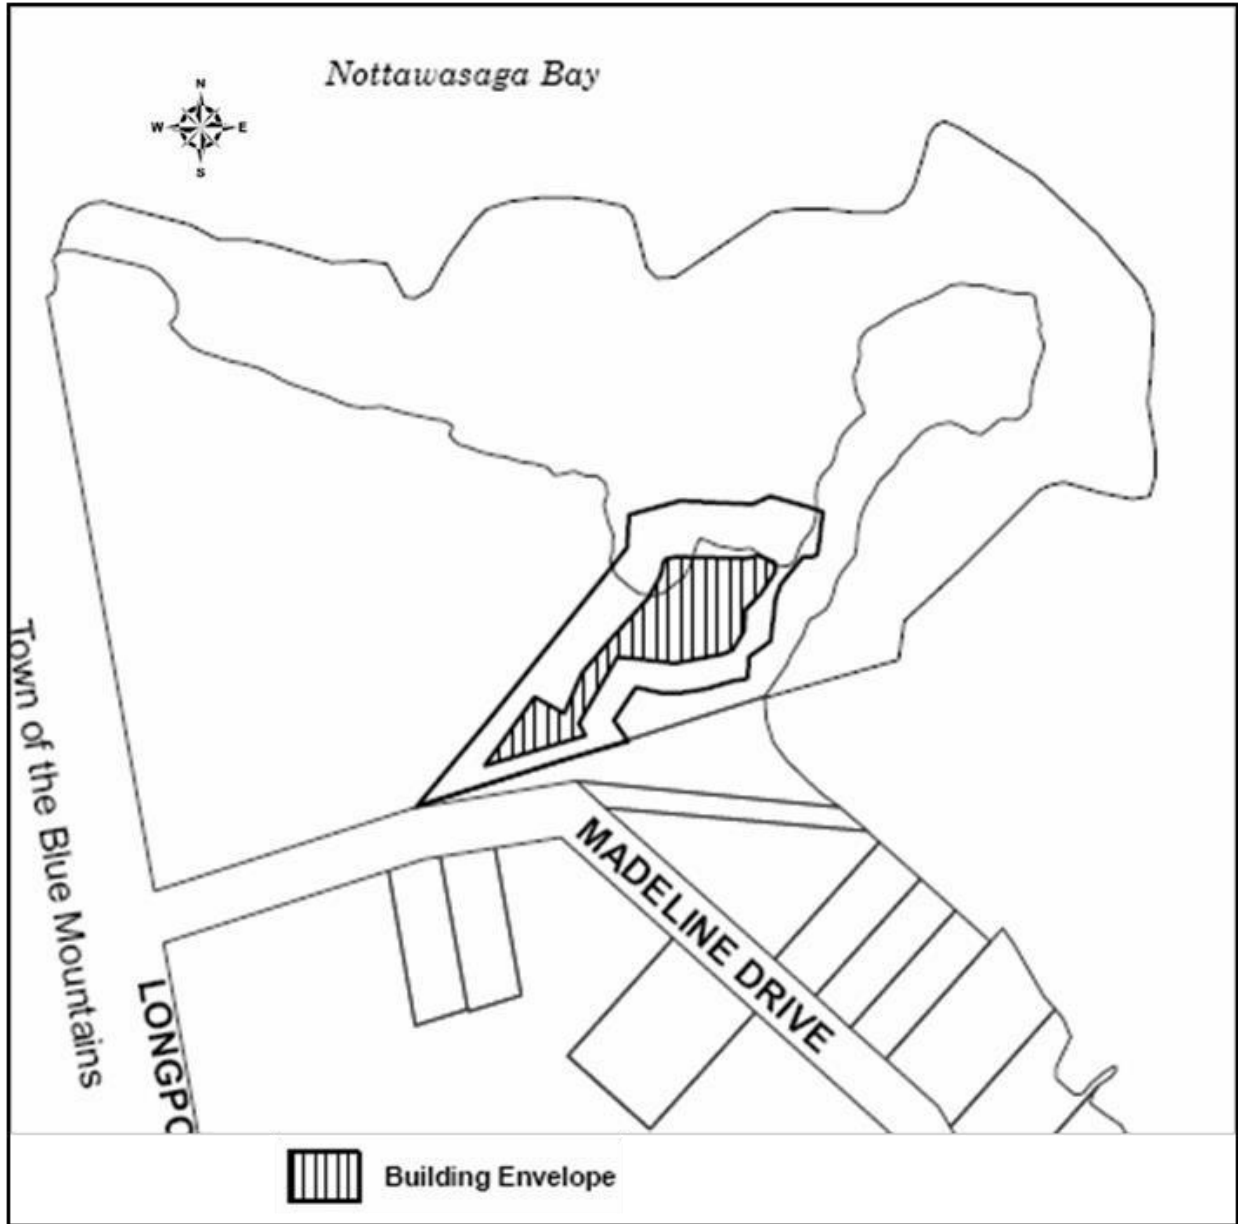 Nottawasaga Bay
N
W E
S
Town of the Blue Mountains
MADELINE DRIVE
LONGPO
Building Envelope